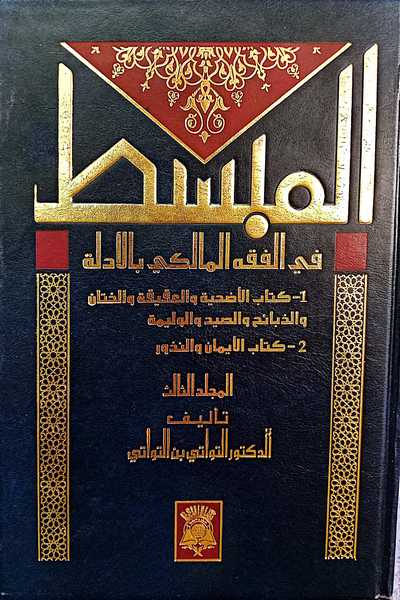 المبسط
في الفقه المالكي بالأدلة
1- كتاب الأضحية والعقيقة والختان
والذبائح والصيد والوليمة
2- كتاب الأيمان والنذور
المجلد الثالث
تأليف
الدكتور التواتي بن التواتي